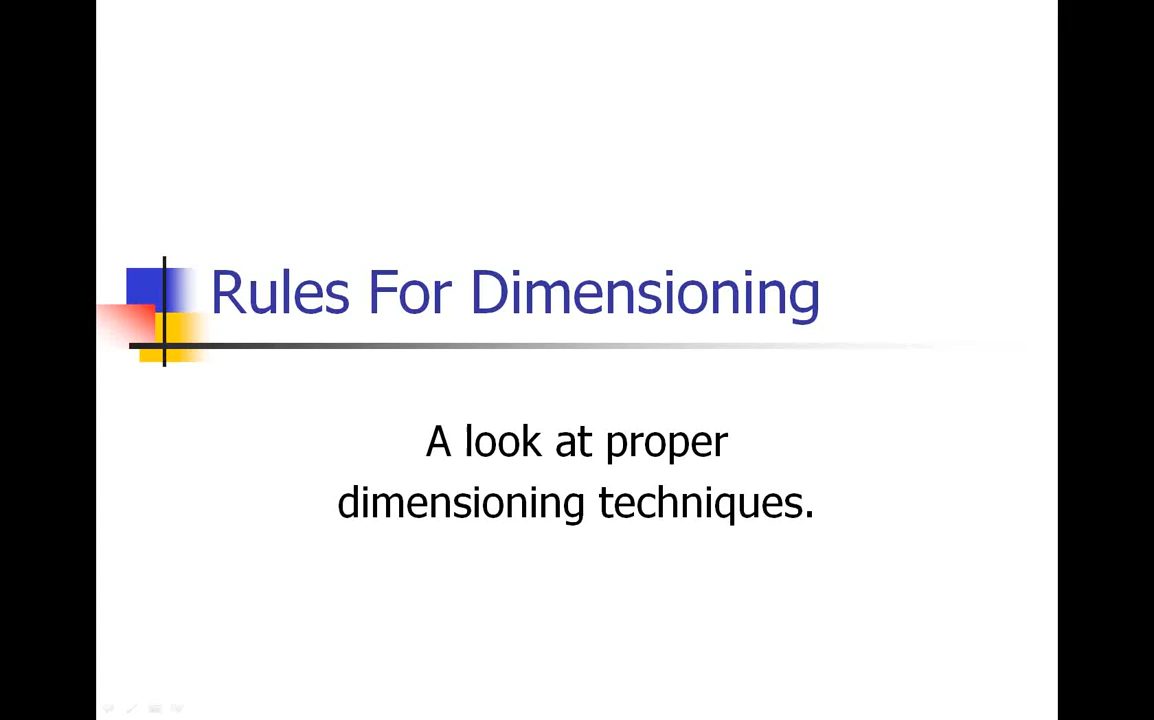 Rules For Dimensioning
A look at proper
dimensioning techniques.